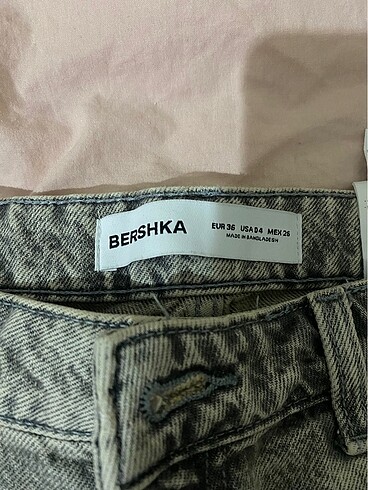 BERSHKA
EUR 36 USA 04 MEX 26
MADE IN BANGLADESH